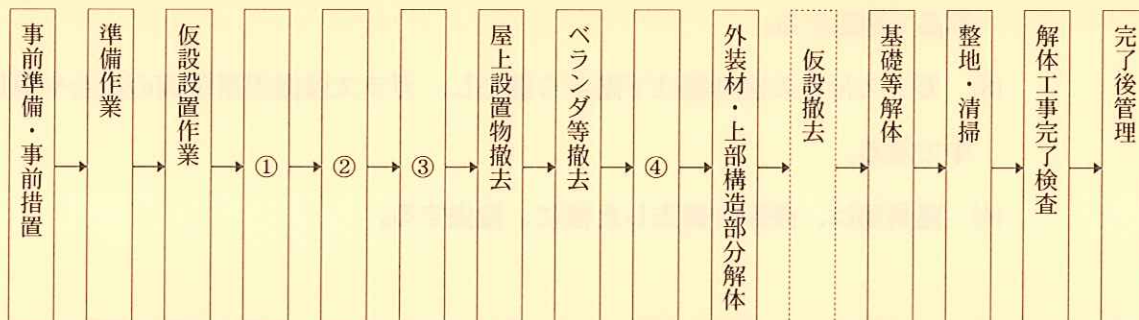 事前準備・事前措置
準備作業
仮設設置作業
①
②
③
屋上設置物撤去
ベランダ等撤去
④
外装材・上部構造部分解体
仮設撤去
基礎等解体
整地・清掃
解体工事完了検査
完了後管理